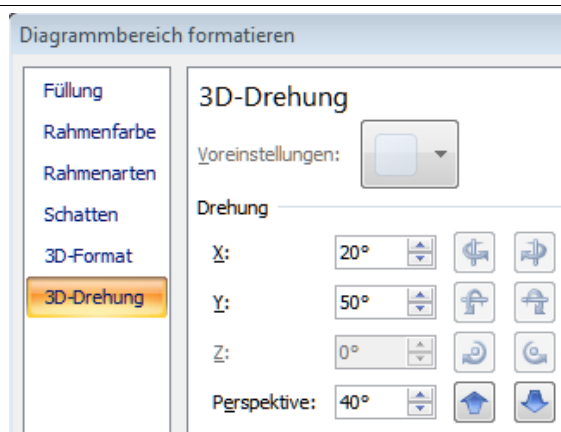 Diagrammbereich formatieren
Füllung
Rahmenfarbe
Rahmenarten
Schatten
3D-Format
3D-Drehung
3D-Drehung
Voreinstellungen:
Drehung
X: 20°
Y: 50°
Z: 0°
Perspektive: 40°